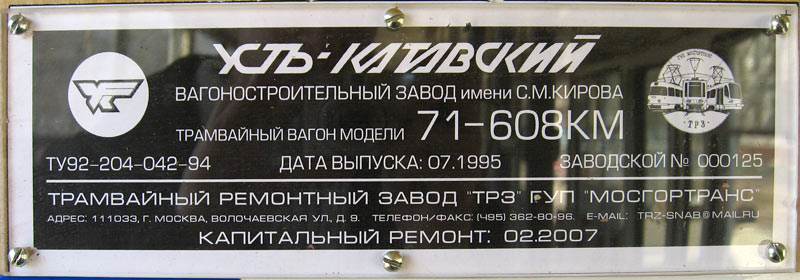 УСТЬ-КАТАВСКИЙ
ВАГОНОСТРОИТЕЛЬНЫЙ ЗАВОД имени С.М.КИРОВА
ТРАМВАЙНЫЙ ВАГОН МОДЕЛИ 71-608КМ
ГУП "МОСГОРТРАНС"
"ТРЗ"
ТУ92-204-042-94 ДАТА ВЫПУСКА: 07.1995 ЗАВОДСКОЙ № 000125
ТРАМВАЙНЫЙ РЕМОНТНЫЙ ЗАВОД "ТРЗ" ГУП "МОСГОРТРАНС"
АДРЕС: 111033, Г. МОСКВА, ВОЛОЧАЕВСКАЯ УЛ., Д. 9. ТЕЛЕФОН/ФАКС: (495) 362-80-96. E-MAIL: TRZ-SNAB@MAIL.RU
КАПИТАЛЬНЫЙ РЕМОНТ: 02.2007